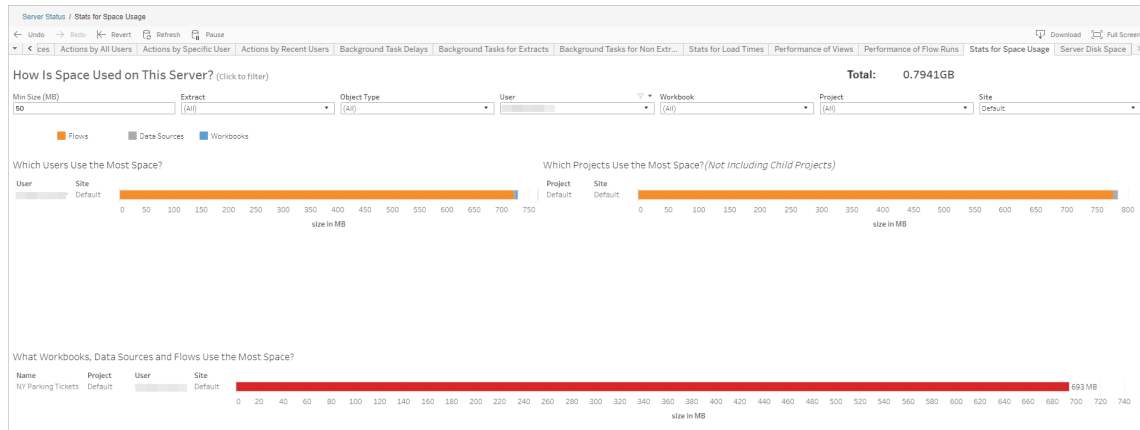 Server Status / Stats for Space Usage
Undo Redo Revert Refresh Pause Download Full Screen
ces Actions by All Users Actions by Specific User Actions by Recent Users Background Task Delays Background Tasks for Extracts Background Tasks for Non Extr... Stats for Load Times Performance of Views Performance of Flow Runs Stats for Space Usage Server Disk Space
How Is Space Used on This Server? (Click to filter) Total: 0.7941GB
Min Size (MB) Extract Object Type User Workbook Project Site
50 (All) (All) (All) (All) Default
Flows Data Sources Workbooks
Which Users Use the Most Space? Which Projects Use the Most Space? (Not Including Child Projects)
User Site Project Site
Default Default Default
0 50 100 150 200 250 300 350 400 450 500 550 600 650 700 750 0 50 100 150 200 250 300 350 400 450 500 550 600 650 700 750 800
size in MB size in MB
What Workbooks, Data Sources and Flows Use the Most Space?
Name Project User Site
NY Parking Tickets Default Default 693 MB
0 20 40 60 80 100 120 140 160 180 200 220 240 260 280 300 320 340 360 380 400 420 440 460 480 500 520 540 560 580 600 620 640 660 680 700 720 740
size in MB